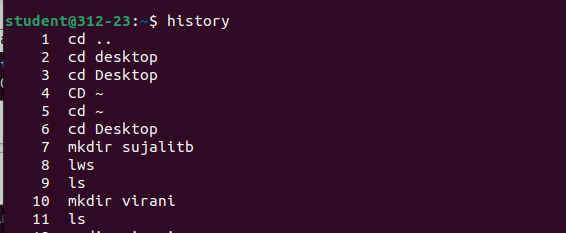 student@312-23:~$ history
1 cd ..
2 cd desktop
3 cd Desktop
4 CD ~
5 cd ~
6 cd Desktop
7 mkdir sujalitb
8 lws
9 ls
10 mkdir virani
11 ls